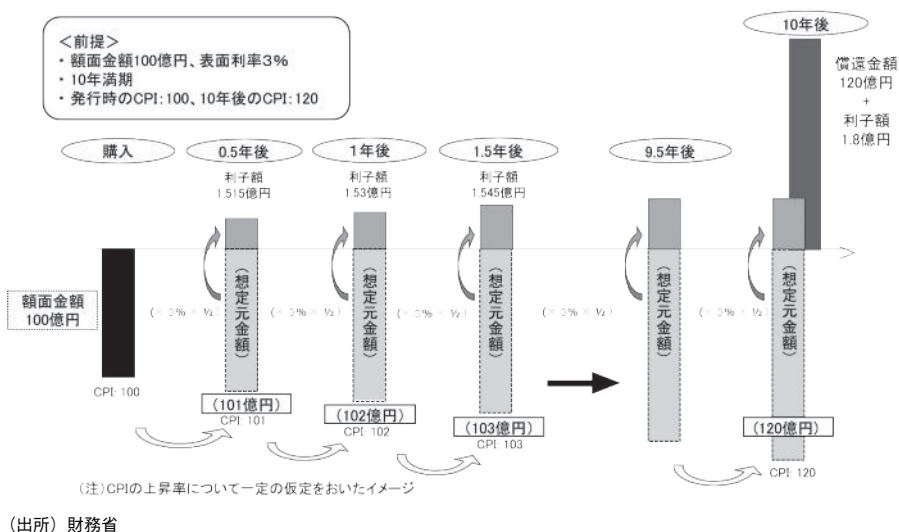 ＜前提＞
・額面金額100億円、表面利率3％
・10年満期
・発行時のCPI：100、10年後のCPI：120
10年後
償還金額
120億円
+
利子額
1.8億円
購入
0.5年後
1年後
1.5年後
9.5年後
利子額
1.515億円
利子額
1.53億円
利子額
1.545億円
額面金額
100億円
(× 3% × ½)
(× 3% × ½)
(× 3% × ½)
(× 3% × ½)
(× 3% × ½)
（想定元金額）
（想定元金額）
（想定元金額）
（想定元金額）
（想定元金額）
CPI: 100
（101億円）
CPI: 101
（102億円）
CPI: 102
（103億円）
CPI: 103
（120億円）
CPI: 120
（注）CPIの上昇率について一定の仮定をおいたイメージ
（出所）財務省